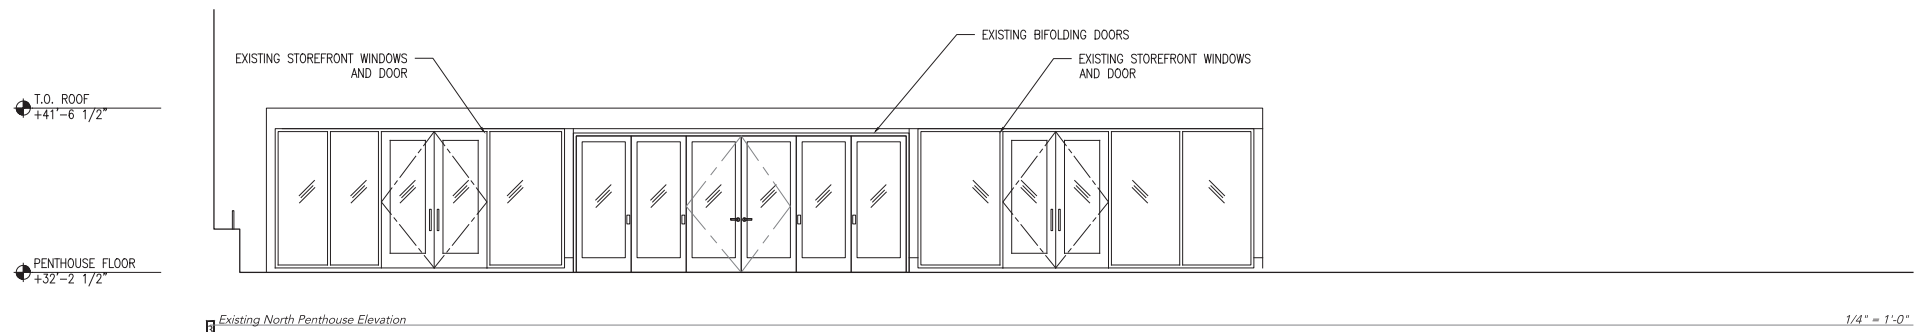 EXISTING BIFOLDING DOORS
EXISTING STOREFRONT WINDOWS
AND DOOR
EXISTING STOREFRONT WINDOWS
AND DOOR
T.O. ROOF
+41'-6 1/2"
PENTHOUSE FLOOR
+32'-2 1/2"
Existing North Penthouse Elevation
1/4" = 1'-0"